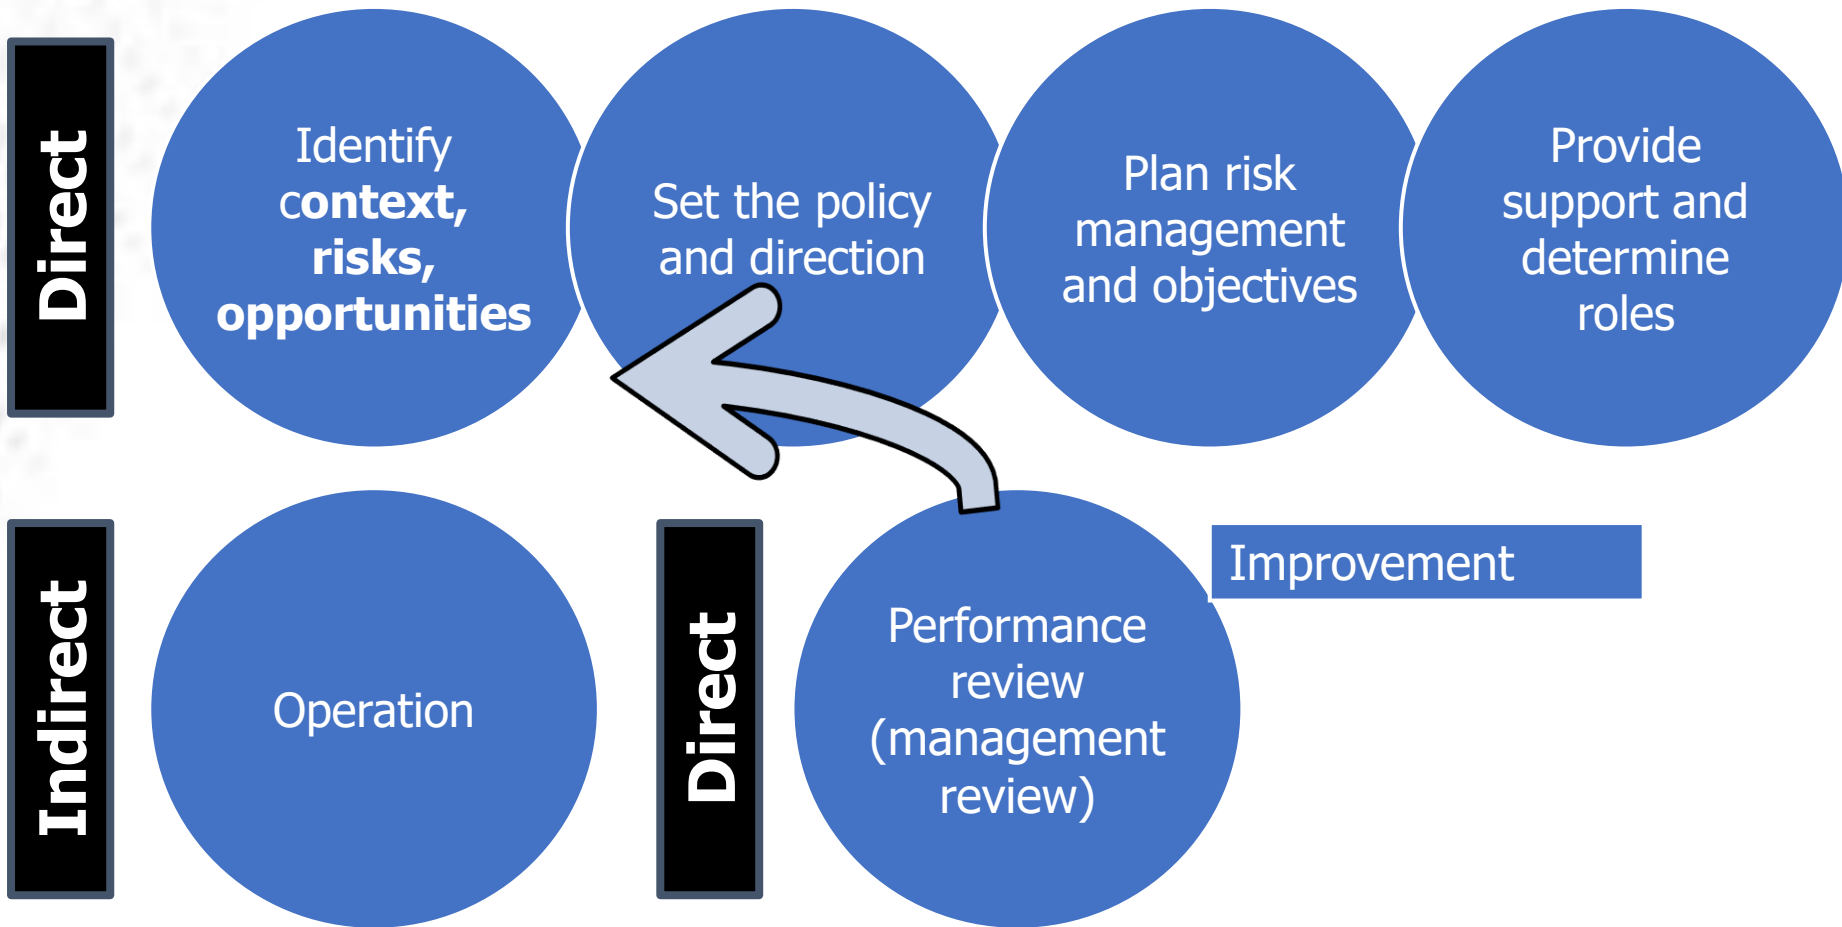 Direct
Identify
context,
risks,
opportunities
Set the policy
and direction
Plan risk
management
and objectives
Provide
support and
determine
roles
Indirect
Operation
Direct
Performance
review
(management
review)
Improvement